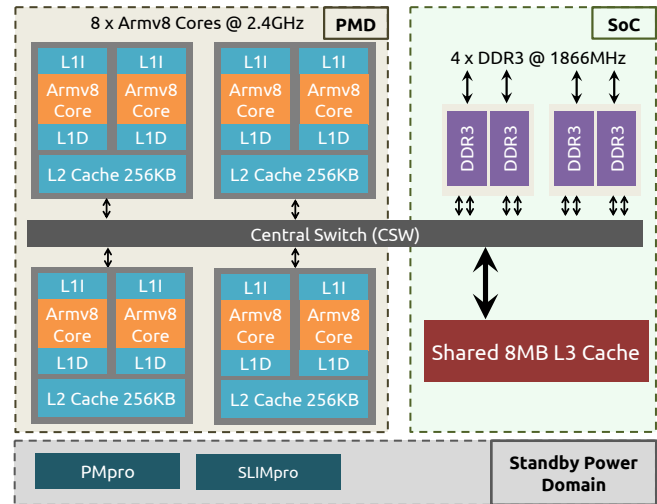 8 x Armv8 Cores @ 2.4GHz
PMD
L1I
L1I
Armv8
Core
Armv8
Core
L1D
L1D
L2 Cache 256KB
L1I
L1I
Armv8
Core
Armv8
Core
L1D
L1D
L2 Cache 256KB
SoC
4 x DDR3 @ 1866MHz
DDR3
DDR3
DDR3
DDR3
Central Switch (CSW)
L1I
L1I
Armv8
Core
Armv8
Core
L1D
L1D
L2 Cache 256KB
L1I
L1I
Armv8
Core
Armv8
Core
L1D
L1D
L2 Cache 256KB
Shared 8MB L3 Cache
PMpro
SLIMpro
Standby Power
Domain